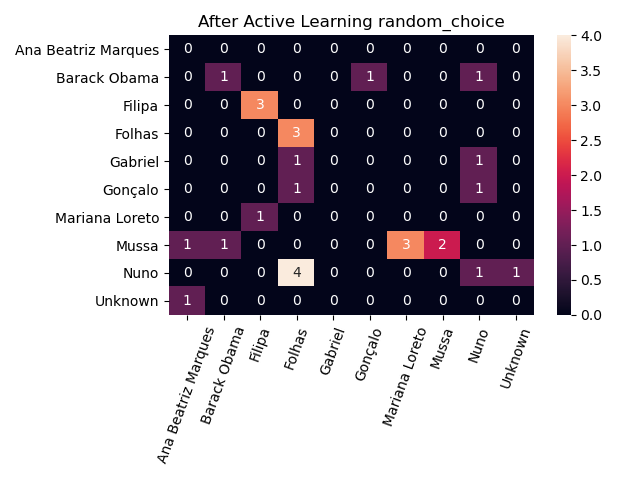 After Active Learning random_choice
Ana Beatriz Marques 0 0 0 0 0 0 0 0 0 0
Barack Obama 0 1 0 0 0 1 0 0 1 0
Filipa 0 0 3 0 0 0 0 0 0 0
Folhas 0 0 0 3 0 0 0 0 0 0
Gabriel 0 0 0 1 0 0 0 0 1 0
Gonçalo 0 0 0 1 0 0 0 0 1 0
Mariana Loreto 0 0 1 0 0 0 0 0 0 0
Mussa 1 1 0 0 0 0 3 2 0 0
Nuno 0 0 0 4 0 0 0 0 1 1
Unknown 1 0 0 0 0 0 0 0 0 0
Ana Beatriz Marques
Barack Obama
Filipa
Folhas
Gabriel
Gonçalo
Mariana Loreto
Mussa
Nuno
Unknown
4.0
3.5
3.0
2.5
2.0
1.5
1.0
0.5
0.0